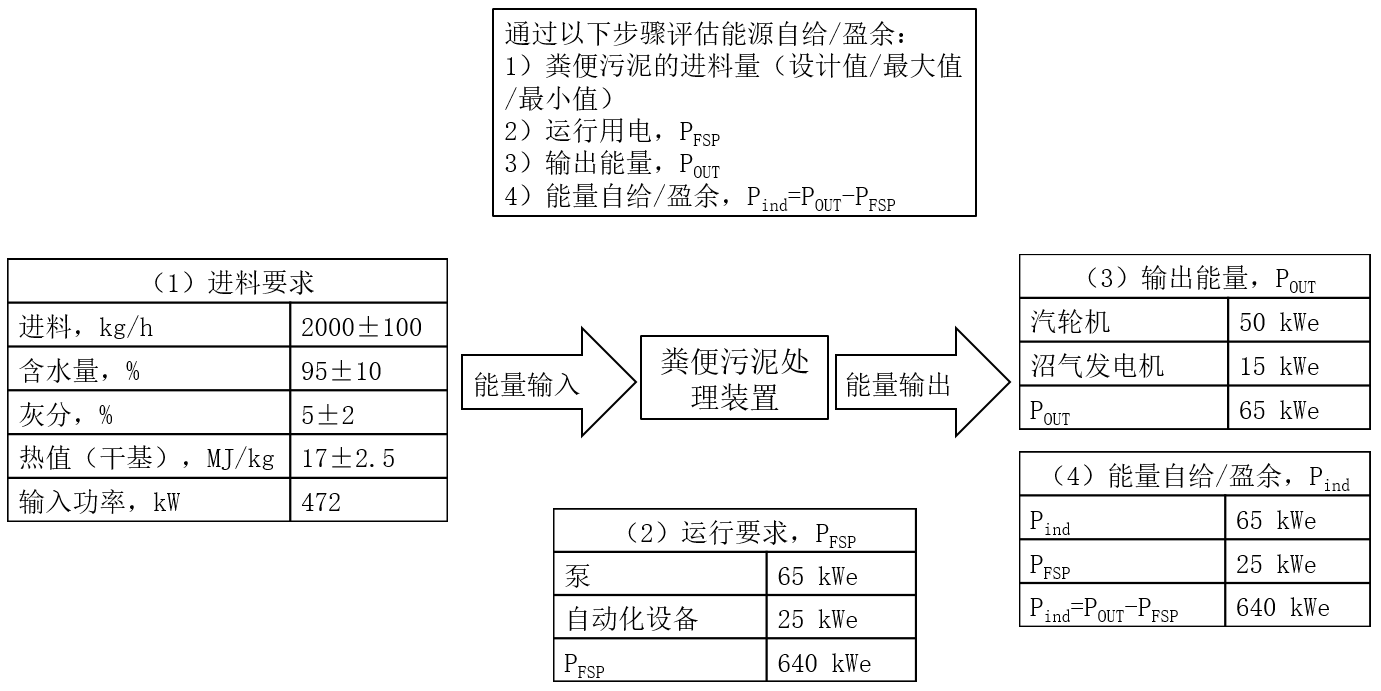 通过以下步骤评估能源自给/盈余：
1）粪便污泥的进料量（设计值/最大值
/最小值）
2）运行用电，PFSP
3）输出能量，POUT
4）能量自给/盈余，Pind=POUT-PFSP
（1）进料要求
进料，kg/h 2000±100
含水量，% 95±10
灰分，% 5±2
热值（干基），MJ/kg 17±2.5
输入功率，kW 472
能量输入
粪便污泥处
理装置
能量输出
（2）运行要求，PFSP
泵 65 kWe
自动化设备 25 kWe
PFSP 640 kWe
（3）输出能量，POUT
汽轮机 50 kWe
沼气发电机 15 kWe
POUT 65 kWe
（4）能量自给/盈余，Pind
Pind 65 kWe
PFSP 25 kWe
Pind=POUT-PFSP 640 kWe